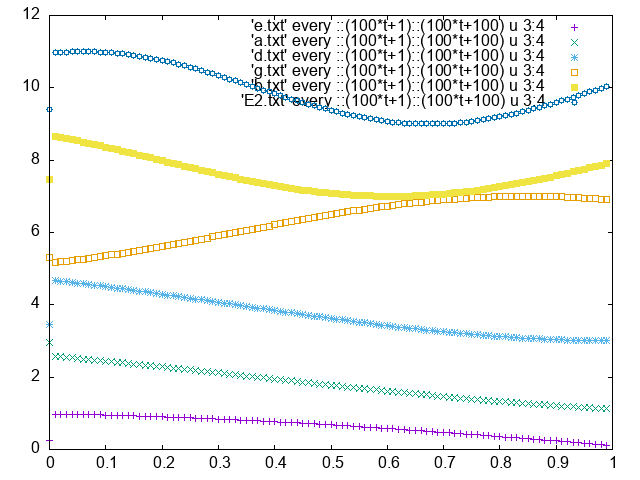 12
'e.txt' every ::(100*t+1)::(100*t+100) u 3:4
'a.txt' every ::(100*t+1)::(100*t+100) u 3:4
'd.txt' every ::(100*t+1)::(100*t+100) u 3:4
'g.txt' every ::(100*t+1)::(100*t+100) u 3:4
'b.txt' every ::(100*t+1)::(100*t+100) u 3:4
'E2.txt' every ::(100*t+1)::(100*t+100) u 3:4
10
8
6
4
2
0
0 0.1 0.2 0.3 0.4 0.5 0.6 0.7 0.8 0.9 1